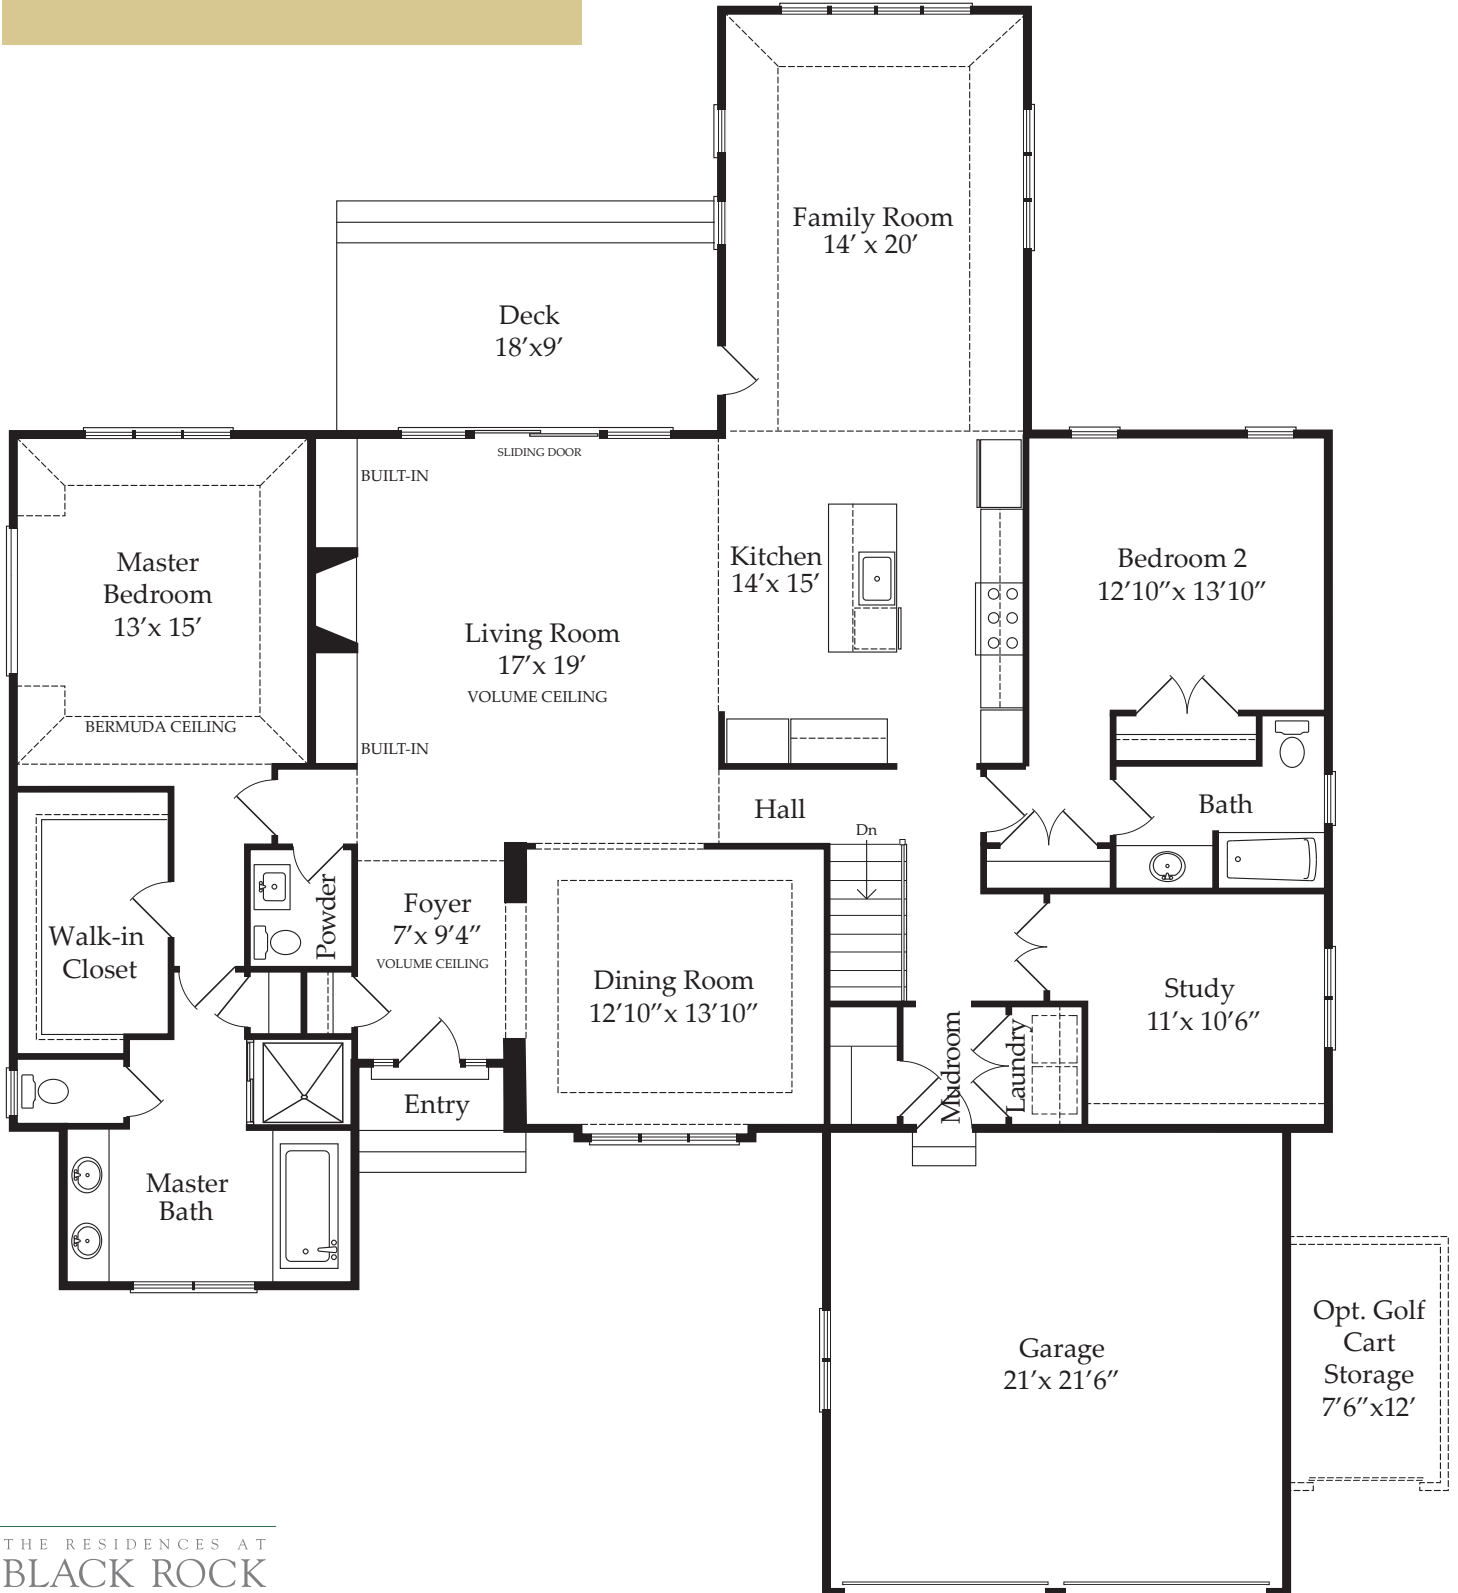 Family Room
14′ x 20′
Deck
18′x9′
SLIDING DOOR
BUILT-IN
Master
Bedroom
13′x 15′
BERMUDA CEILING
Living Room
17′x 19′
VOLUME CEILING
BUILT-IN
Kitchen
14′x 15′
Bedroom 2
12′10″x 13′10″
Hall
Dn
Bath
Walk-in
Closet
Powder
Foyer
7′x 9′4″
VOLUME CEILING
Dining Room
12′10″x 13′10″
Study
11′x 10′6″
Mudroom
Laundry
Entry
Master
Bath
Garage
21′x 21′6″
Opt. Golf
Cart
Storage
7′6″x12′
THE RESIDENCES AT
BLACK ROCK